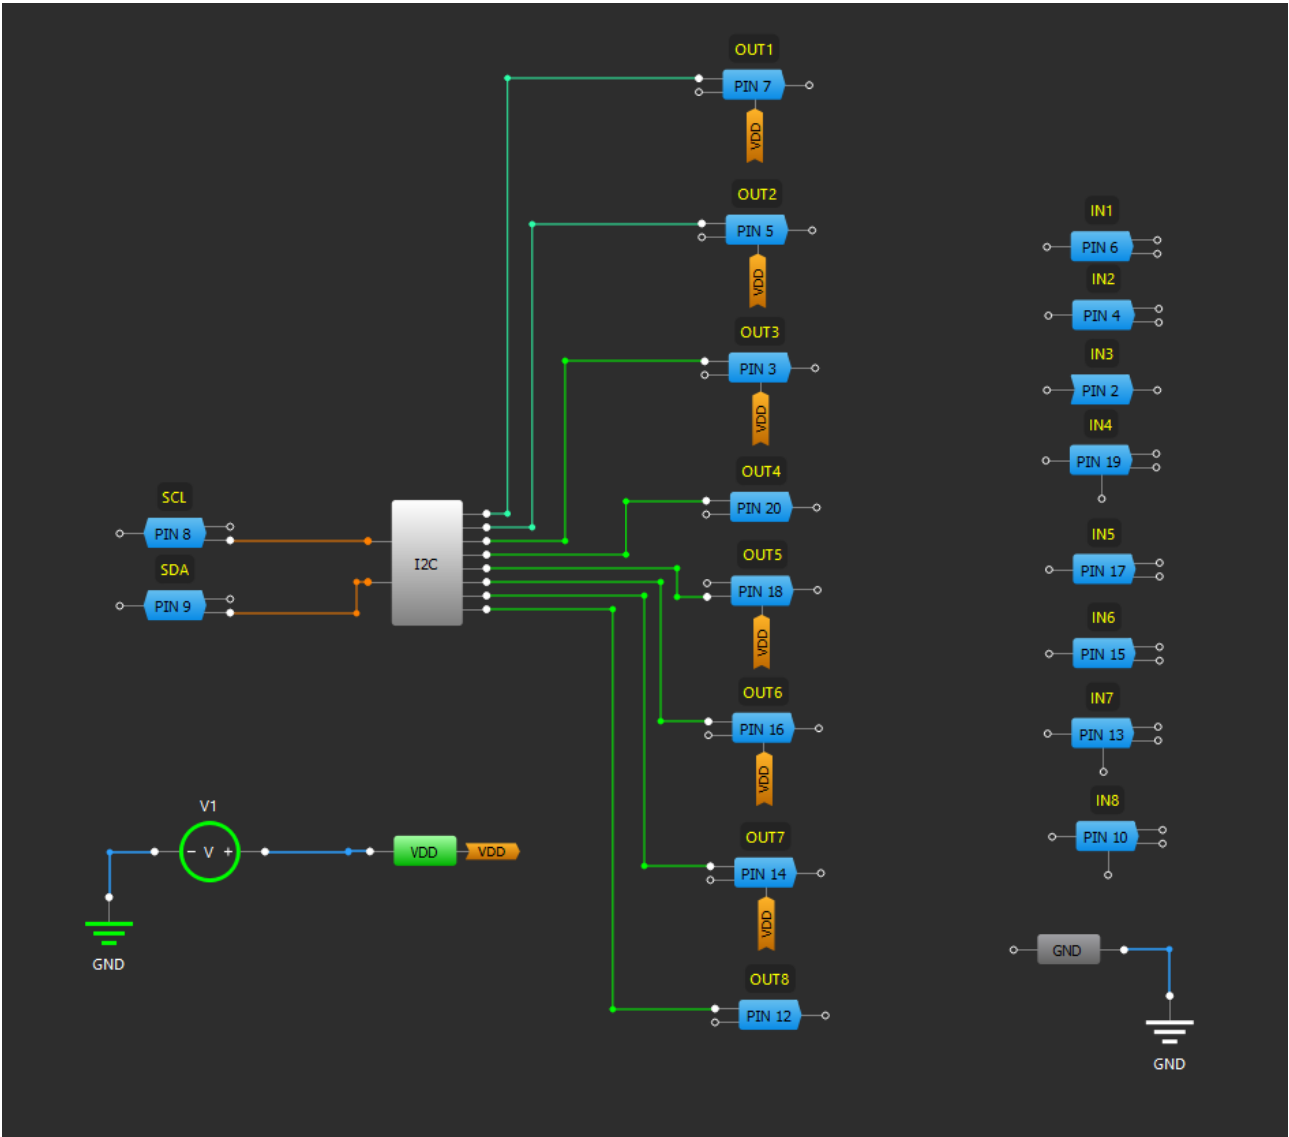 OUT1
PIN 7
VDD
OUT2
PIN 5
VDD
OUT3
PIN 3
VDD
OUT4
PIN 20
OUT5
PIN 18
VDD
OUT6
PIN 16
VDD
OUT7
PIN 14
VDD
OUT8
PIN 12
SCL
PIN 8
SDA
PIN 9
I2C
V1
− V +
VDD
VDD
GND
IN1
PIN 6
IN2
PIN 4
IN3
PIN 2
IN4
PIN 19
IN5
PIN 17
IN6
PIN 15
IN7
PIN 13
IN8
PIN 10
GND
GND